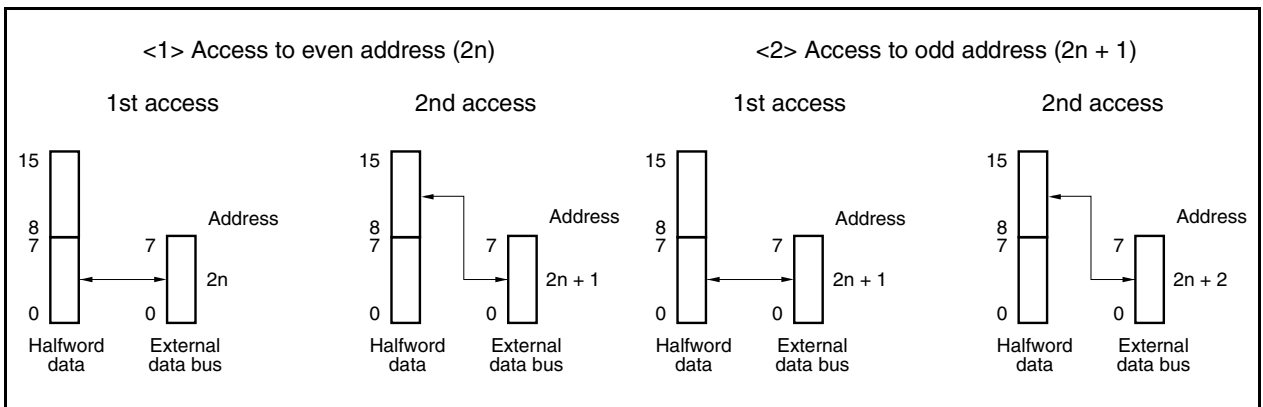 <1> Access to even address (2n)
1st access
15
8
7
0
Halfword
data
7
0
External
data bus
Address
2n
2nd access
15
8
7
0
Halfword
data
7
0
External
data bus
Address
2n + 1
<2> Access to odd address (2n + 1)
1st access
15
8
7
0
Halfword
data
7
0
External
data bus
Address
2n + 1
2nd access
15
8
7
0
Halfword
data
7
0
External
data bus
Address
2n + 2